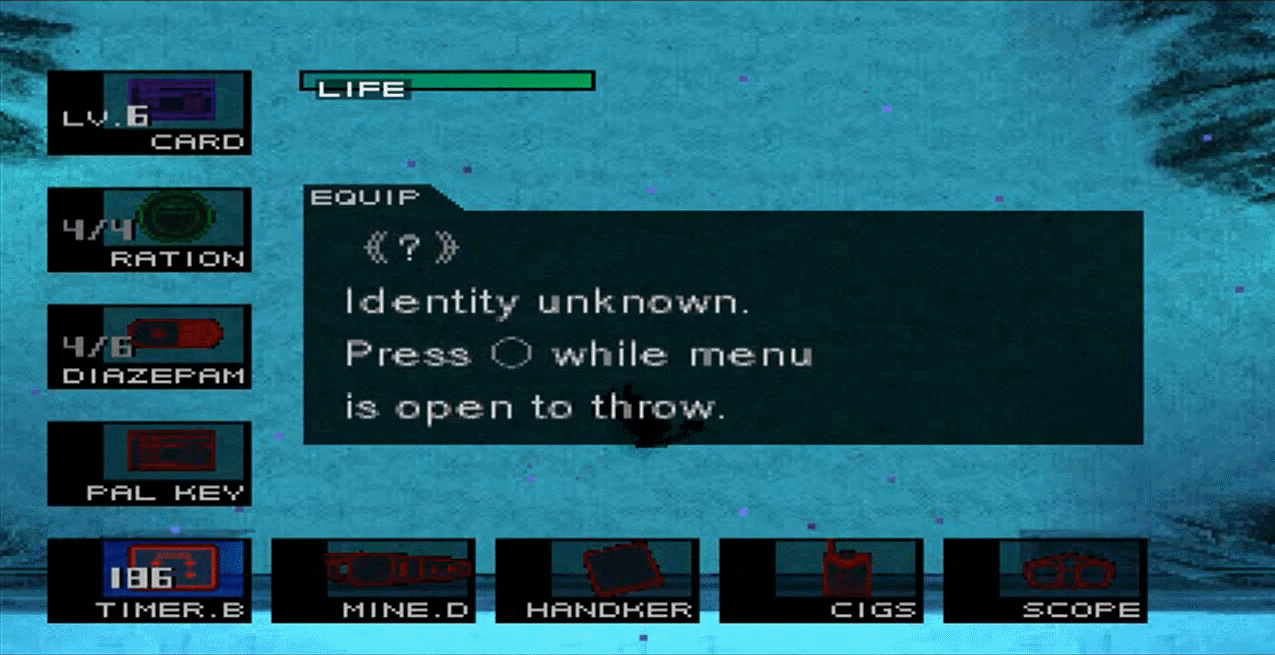 LIFE
LV.6
CARD
EQUIP
《?》
Identity unknown.
Press ○ while menu
is open to throw.
4/4
RATION
4/6
DIAZEPAM
PAL KEY
186
TIMER.B
MINE.D
HANDKER
CIGS
SCOPE